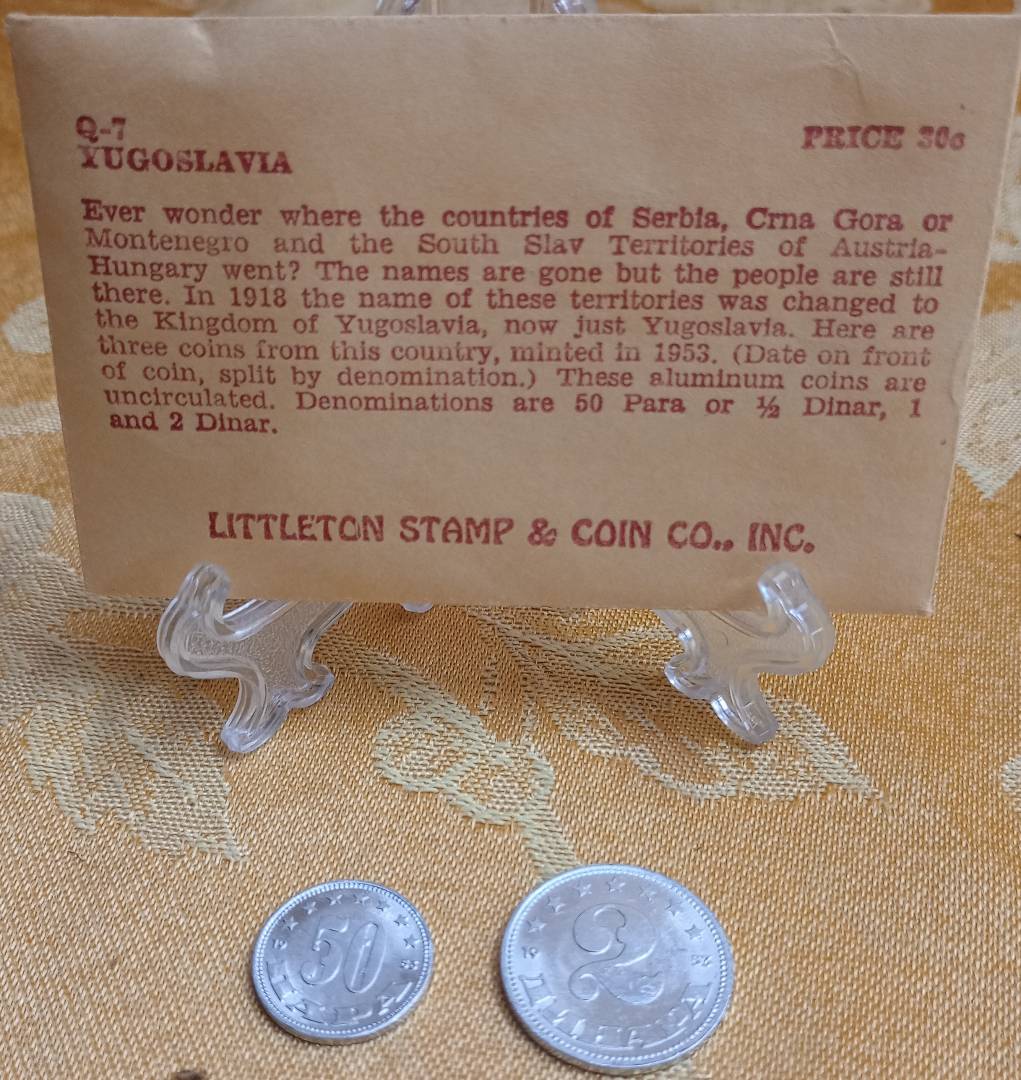 Q-7
YUGOSLAVIA
PRICE 30¢
Ever wonder where the countries of Serbia, Crna Gora or
Montenegro and the South Slav Territories of Austria-
Hungary went? The names are gone but the people are still
there. In 1918 the name of these territories was changed to
the Kingdom of Yugoslavia, now just Yugoslavia. Here are
three coins from this country, minted in 1953. (Date on front
of coin, split by denomination.) These aluminum coins are
uncirculated. Denominations are 50 Para or ½ Dinar, 1
and 2 Dinar.
LITTLETON STAMP & COIN CO., INC.
50
ПАРА
2
19 53